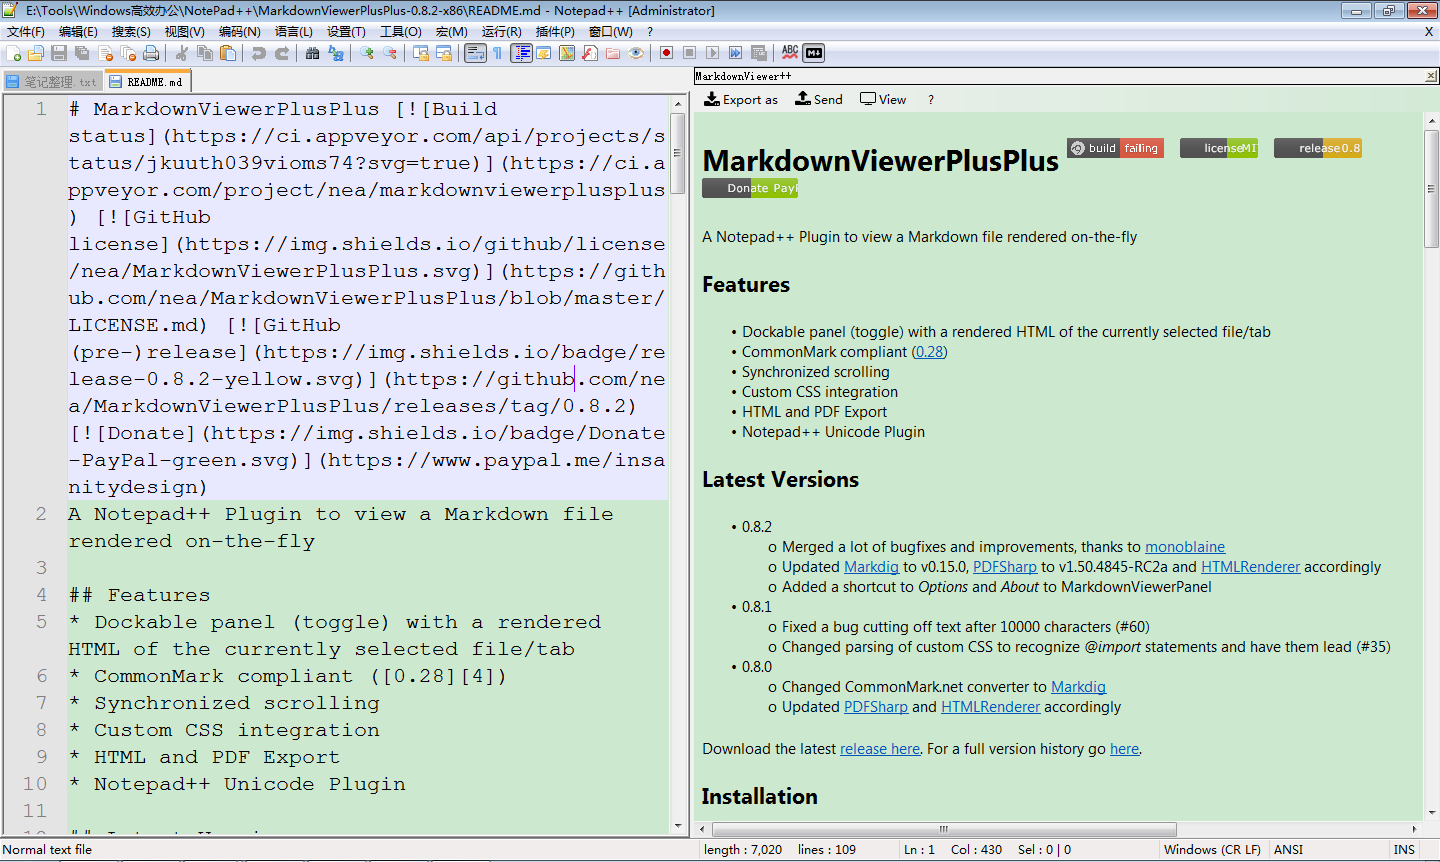 E:\Tools\Windows高效办公\NotePad++\MarkdownViewerPlusPlus-0.8.2-x86\README.md - Notepad++ [Administrator]
文件(F) 编辑(E) 搜索(S) 视图(V) 编码(N) 语言(L) 设置(T) 工具(O) 宏(M) 运行(R) 插件(P) 窗口(W) ? X
ABC
笔记整理.txt README.md
1 # MarkdownViewerPlusPlus [![Build
status](https://ci.appveyor.com/api/projects/s
tatus/jkuuth039vioms74?svg=true)](https://ci.a
ppveyor.com/project/nea/markdownviewerplusplus
) [![GitHub
license](https://img.shields.io/github/license
/nea/MarkdownViewerPlusPlus.svg)](https://gith
ub.com/nea/MarkdownViewerPlusPlus/blob/master/
LICENSE.md) [![GitHub
(pre-)release](https://img.shields.io/badge/re
lease-0.8.2-yellow.svg)](https://github.com/ne
a/MarkdownViewerPlusPlus/releases/tag/0.8.2)
[![Donate](https://img.shields.io/badge/Donate
-PayPal-green.svg)](https://www.paypal.me/insa
nitydesign)
2 A Notepad++ Plugin to view a Markdown file
rendered on-the-fly
3
4 ## Features
5 * Dockable panel (toggle) with a rendered
HTML of the currently selected file/tab
6 * CommonMark compliant ([0.28][4])
7 * Synchronized scrolling
8 * Custom CSS integration
9 * HTML and PDF Export
10 * Notepad++ Unicode Plugin
11
MarkdownViewer++
Export as Send View ?
MarkdownViewerPlusPlus build failing licenseMI release0.8
Donate Payl
A Notepad++ Plugin to view a Markdown file rendered on-the-fly
Features
• Dockable panel (toggle) with a rendered HTML of the currently selected file/tab
• CommonMark compliant (0.28)
• Synchronized scrolling
• Custom CSS integration
• HTML and PDF Export
• Notepad++ Unicode Plugin
Latest Versions
• 0.8.2
o Merged a lot of bugfixes and improvements, thanks to monoblaine
o Updated Markdig to v0.15.0, PDFSharp to v1.50.4845-RC2a and HTMLRenderer accordingly
o Added a shortcut to Options and About to MarkdownViewerPanel
• 0.8.1
o Fixed a bug cutting off text after 10000 characters (#60)
o Changed parsing of custom CSS to recognize @import statements and have them lead (#35)
• 0.8.0
o Changed CommonMark.net converter to Markdig
o Updated PDFSharp and HTMLRenderer accordingly
Download the latest release here. For a full version history go here.
Installation
Normal text file length : 7,020 lines : 109 Ln : 1 Col : 430 Sel : 0 | 0 Windows (CR LF) ANSI INS